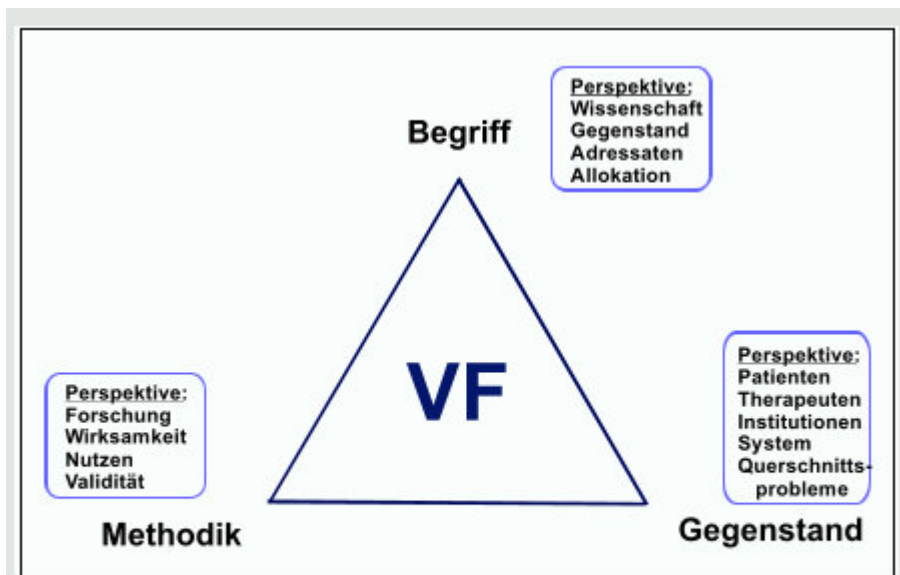 Begriff
Perspektive:
Wissenschaft
Gegenstand
Adressaten
Allokation
VF
Perspektive:
Forschung
Wirksamkeit
Nutzen
Validität
Methodik
Perspektive:
Patienten
Therapeuten
Institutionen
System
Querschnitts-
probleme
Gegenstand